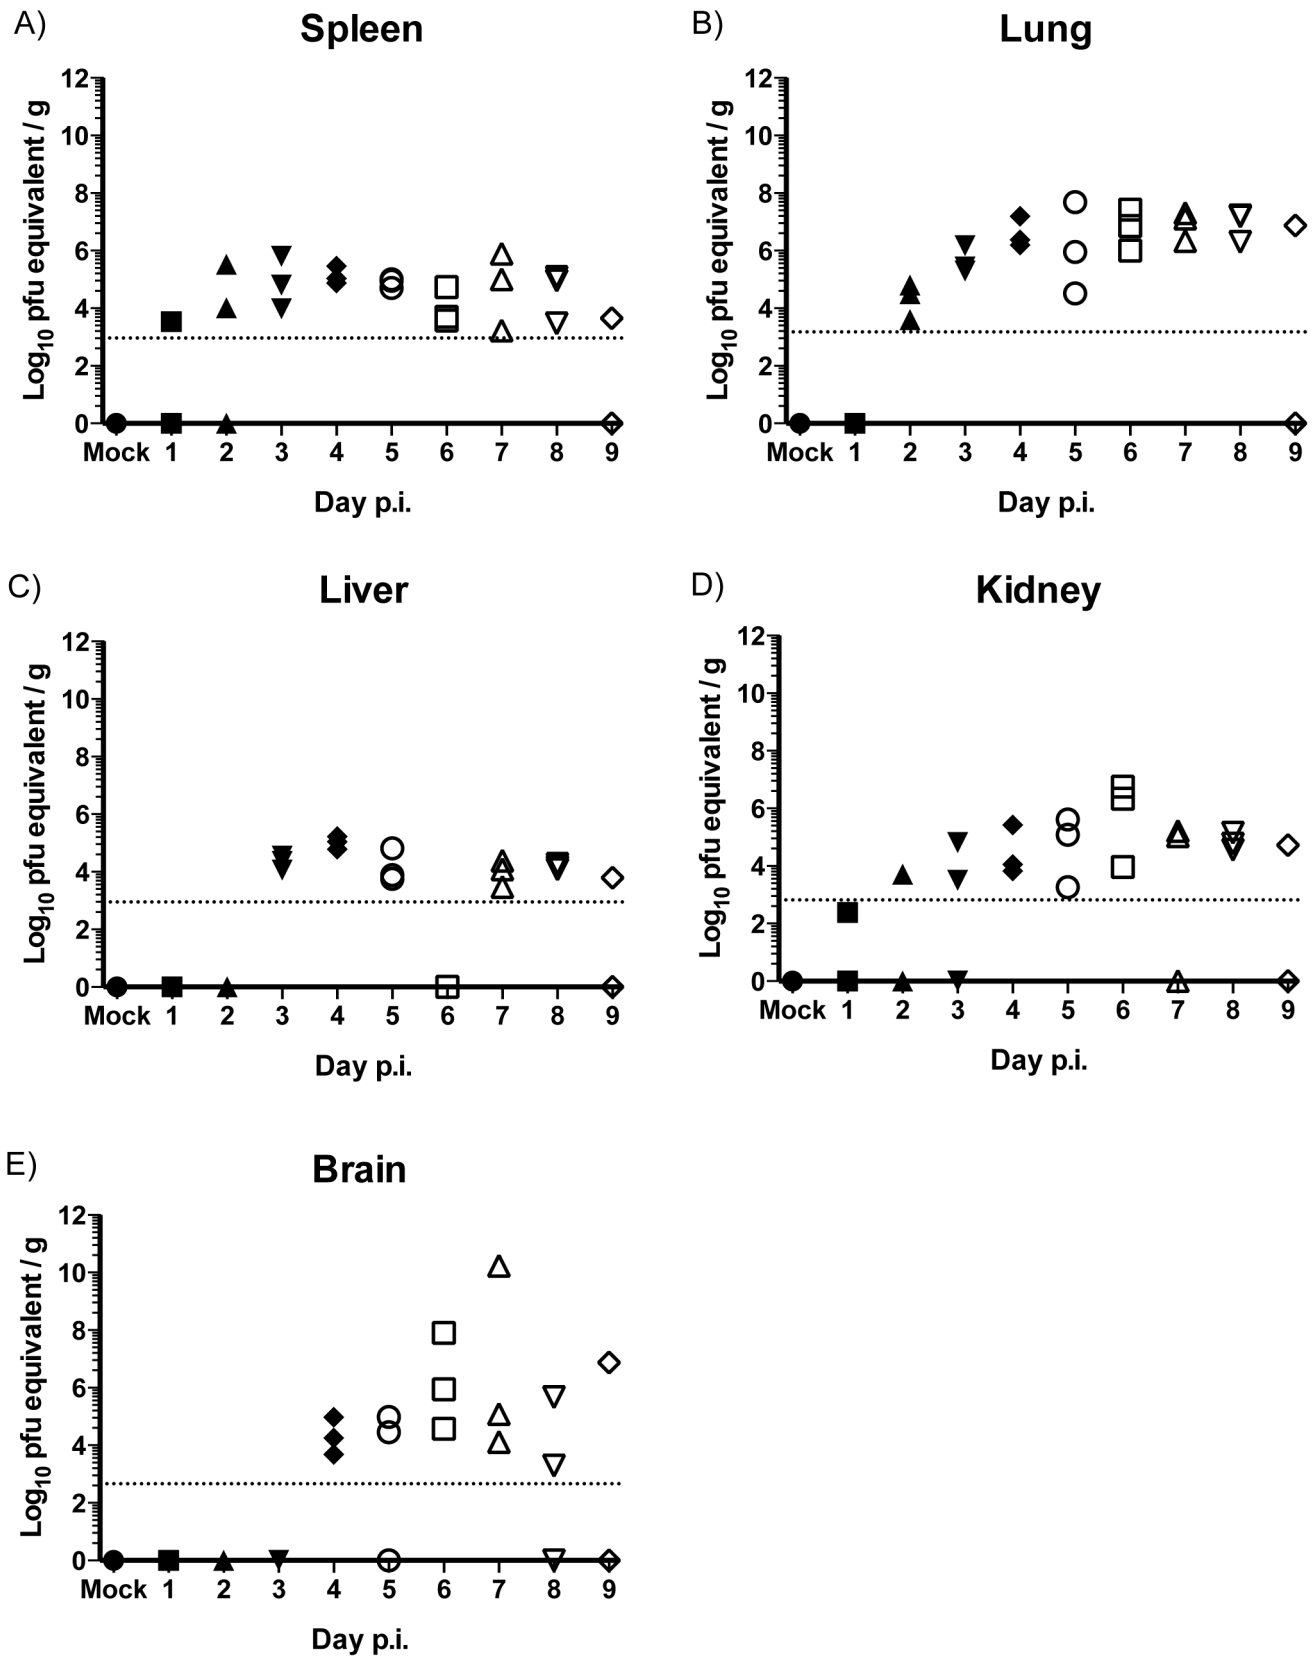 A)
Spleen
12
10
8
6
4
2
0
Log10 pfu equivalent / g
Mock 1 2 3 4 5 6 7 8 9
Day p.i.
B)
Lung
12
10
8
6
4
2
0
Log10 pfu equivalent / g
Mock 1 2 3 4 5 6 7 8 9
Day p.i.
C)
Liver
12
10
8
6
4
2
0
Log10 pfu equivalent / g
Mock 1 2 3 4 5 6 7 8 9
Day p.i.
D)
Kidney
12
10
8
6
4
2
0
Log10 pfu equivalent / g
Mock 1 2 3 4 5 6 7 8 9
Day p.i.
E)
Brain
12
10
8
6
4
2
0
Log10 pfu equivalent / g
Mock 1 2 3 4 5 6 7 8 9
Day p.i.